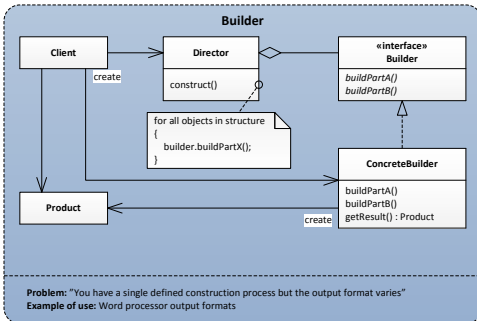 Builder
Client
create
Director
construct()
«interface»
Builder
buildPartA()
buildPartB()
for all objects in structure
{
builder.buildPartX();
}
ConcreteBuilder
buildPartA()
buildPartB()
getResult() : Product
Product
create
Problem: "You have a single defined construction process but the output format varies"
Example of use: Word processor output formats